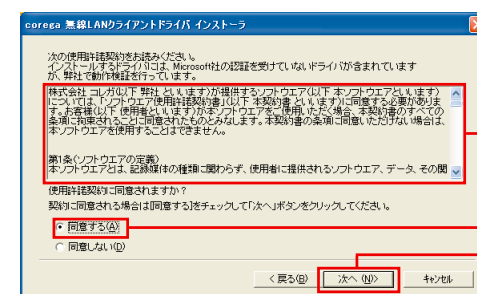 corega 無線LANクライアントドライバ インストーラ
次の使用許諾契約をお読みください。
インストールするドライバには、Microsoft社の認証を受けていないドライバが含まれています
が、弊社で動作検証を行っています。
株式会社 コレガ(以下 弊社 といいます)が提供するソフトウエア(以下 本ソフトウエアといいます)
については、「ソフトウエア使用許諾契約書」(以下 本契約書 といいます)に同意する必要がありま
す。お客様(以下 使用者といいます)が本ソフトウエアをご使用いただく場合、本契約書のすべての
条項に拘束されることに同意されたものとみなします。本契約書の条項に同意いただけない場合は、
本ソフトウエアを使用することはできません。
第1条(ソフトウエアの定義)
本ソフトウエアとは、記録媒体の種類に関わらず、使用者に提供されるソフトウエア、データ、その関
使用許諾契約に同意されますか?
契約に同意される場合は[同意する]をチェックして「次へ」ボタンをクリックしてください。
同意する(A)
同意しない(D)
< 戻る(B)
次へ (N)>
キャンセル